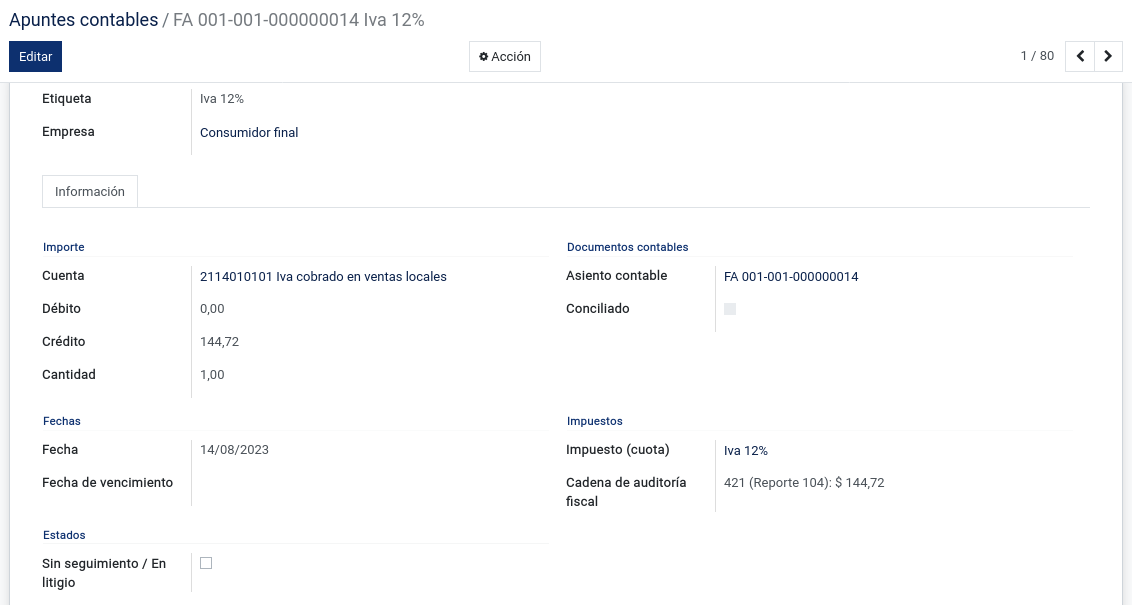 Apuntes contables / FA 001-001-000000014 Iva 12%
Editar
Acción
1 / 80
Etiqueta
Iva 12%
Empresa
Consumidor final
Información
Importe
Cuenta
2114010101 Iva cobrado en ventas locales
Débito
0,00
Crédito
144,72
Cantidad
1,00
Documentos contables
Asiento contable
FA 001-001-000000014
Conciliado
Fechas
Fecha
14/08/2023
Fecha de vencimiento
Impuestos
Impuesto (cuota)
Iva 12%
Cadena de auditoría
fiscal
421 (Reporte 104): $ 144,72
Estados
Sin seguimiento / En
litigio